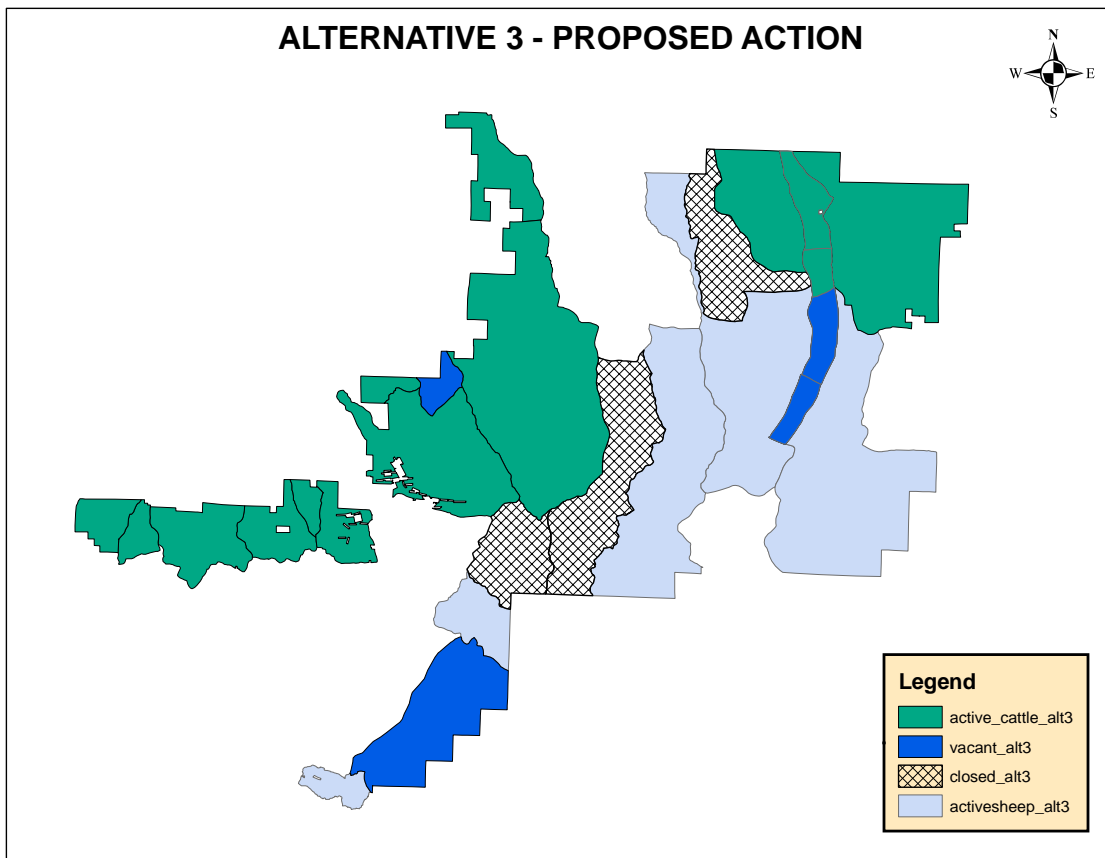 ALTERNATIVE 3 - PROPOSED ACTION
N
W E
S
Legend
active_cattle_alt3
vacant_alt3
closed_alt3
activesheep_alt3